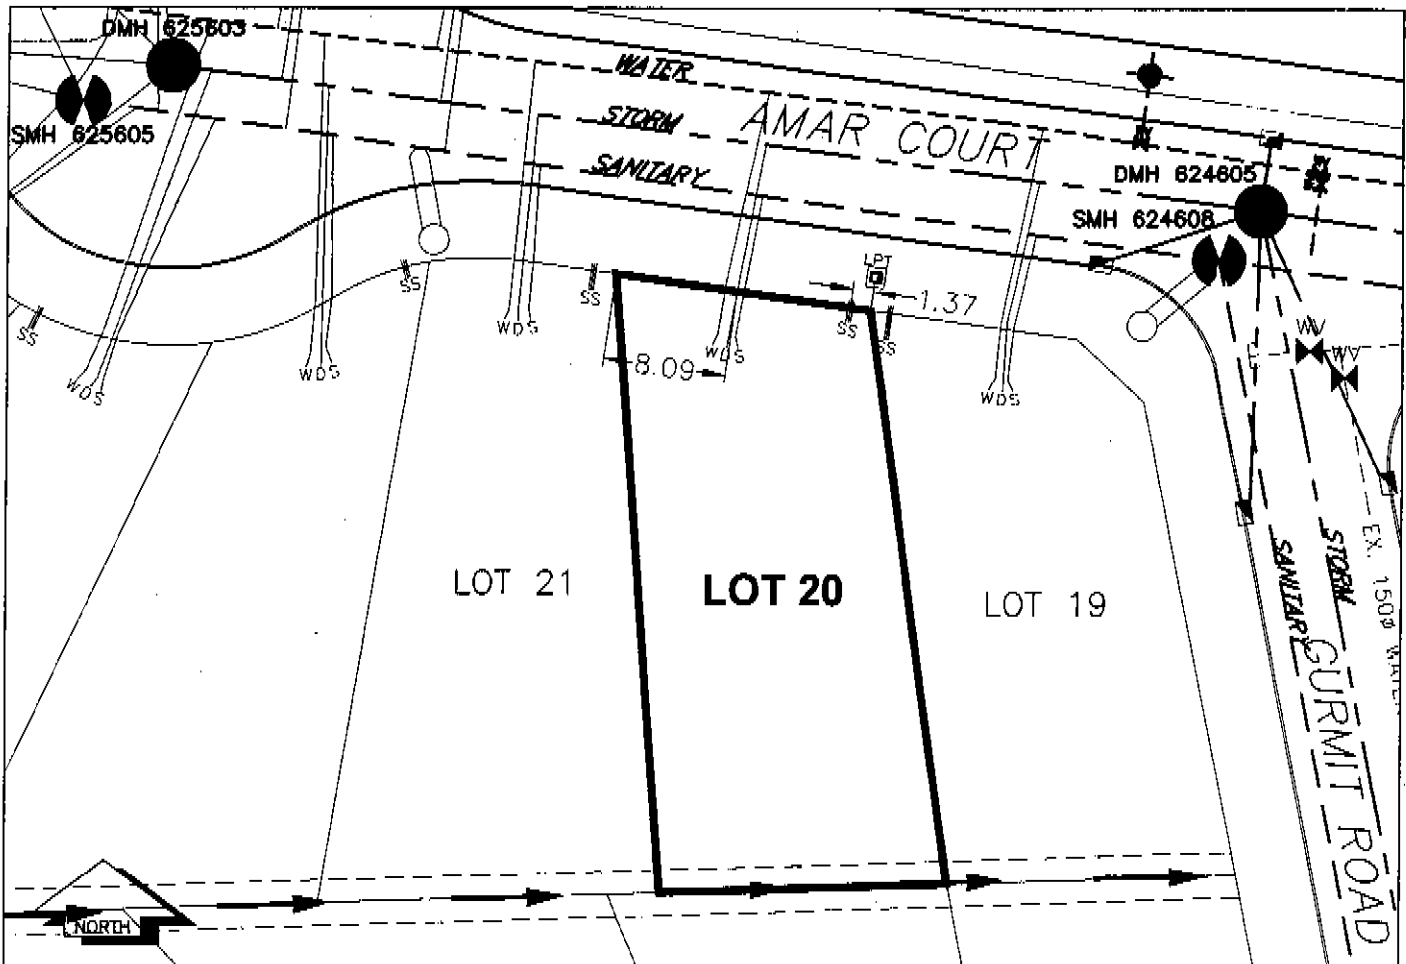 DMH 625603
SMH 625605
WATER
STORM
SANITARY
AMAR COURT
DMH 624605
SMH 624608
LPT
1.37
SS
SS
SS
SS
SS
WDS
WDS
WDS
WDS
WDS
8.09
WV
WV
LOT 21
LOT 20
LOT 19
SANITARY
STORM
EX. 150ø WATER
GURMIT ROAD
NORTH